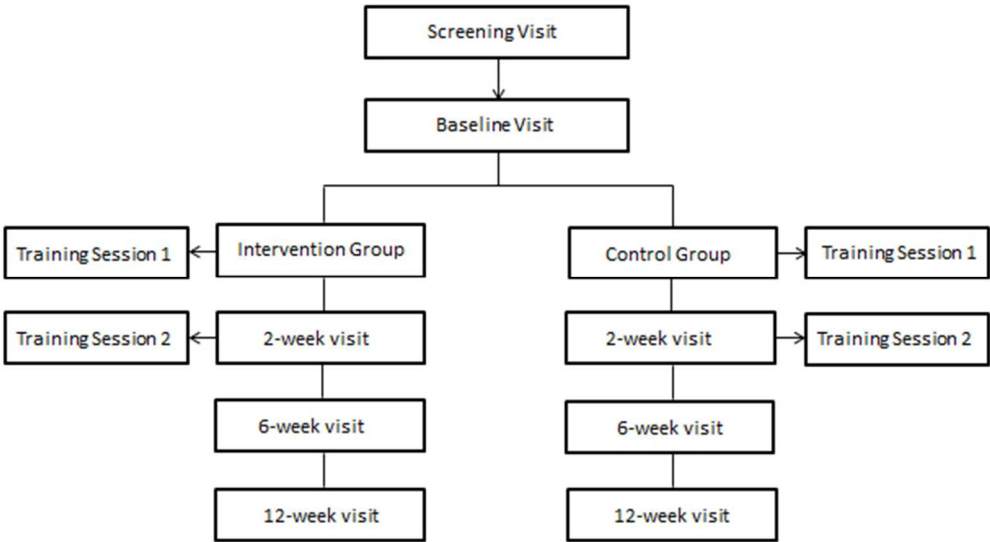 Screening Visit
Baseline Visit
Training Session 1
Intervention Group
Control Group
Training Session 1
Training Session 2
2-week visit
2-week visit
Training Session 2
6-week visit
6-week visit
12-week visit
12-week visit